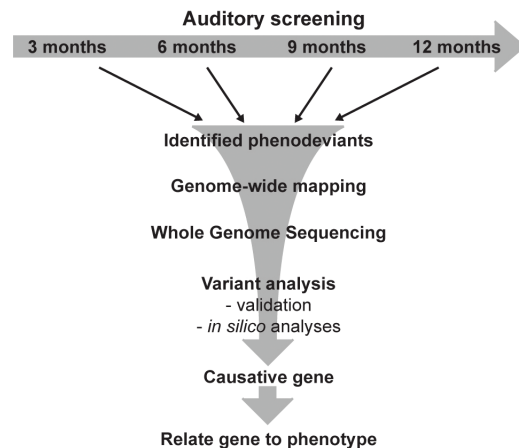 Auditory screening
3 months 6 months 9 months 12 months
Identified phenodeviants
Genome-wide mapping
Whole Genome Sequencing
Variant analysis
- validation
- in silico analyses
Causative gene
Relate gene to phenotype